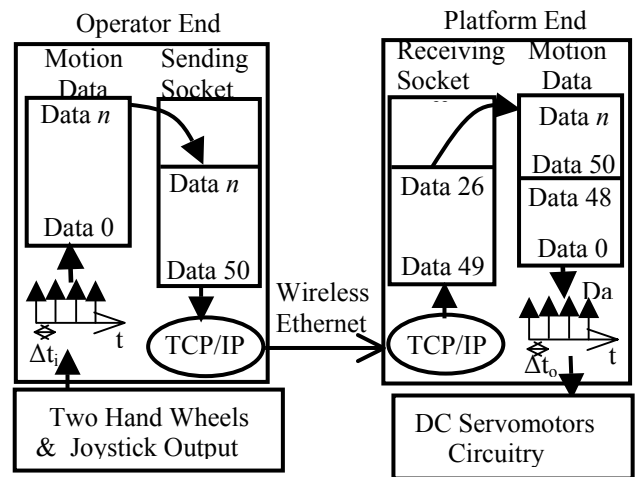 Operator End
Motion Data
Sending Socket
Data n
Data 0
Data n
Data 50
Δti
t
TCP/IP
Two Hand Wheels
& Joystick Output
Wireless
Ethernet
Platform End
Receiving Socket
Motion Data
Data 26
Data 49
Data n
Data 50
Data 48
Data 0
Da
TCP/IP
Δto
t
DC Servomotors
Circuitry